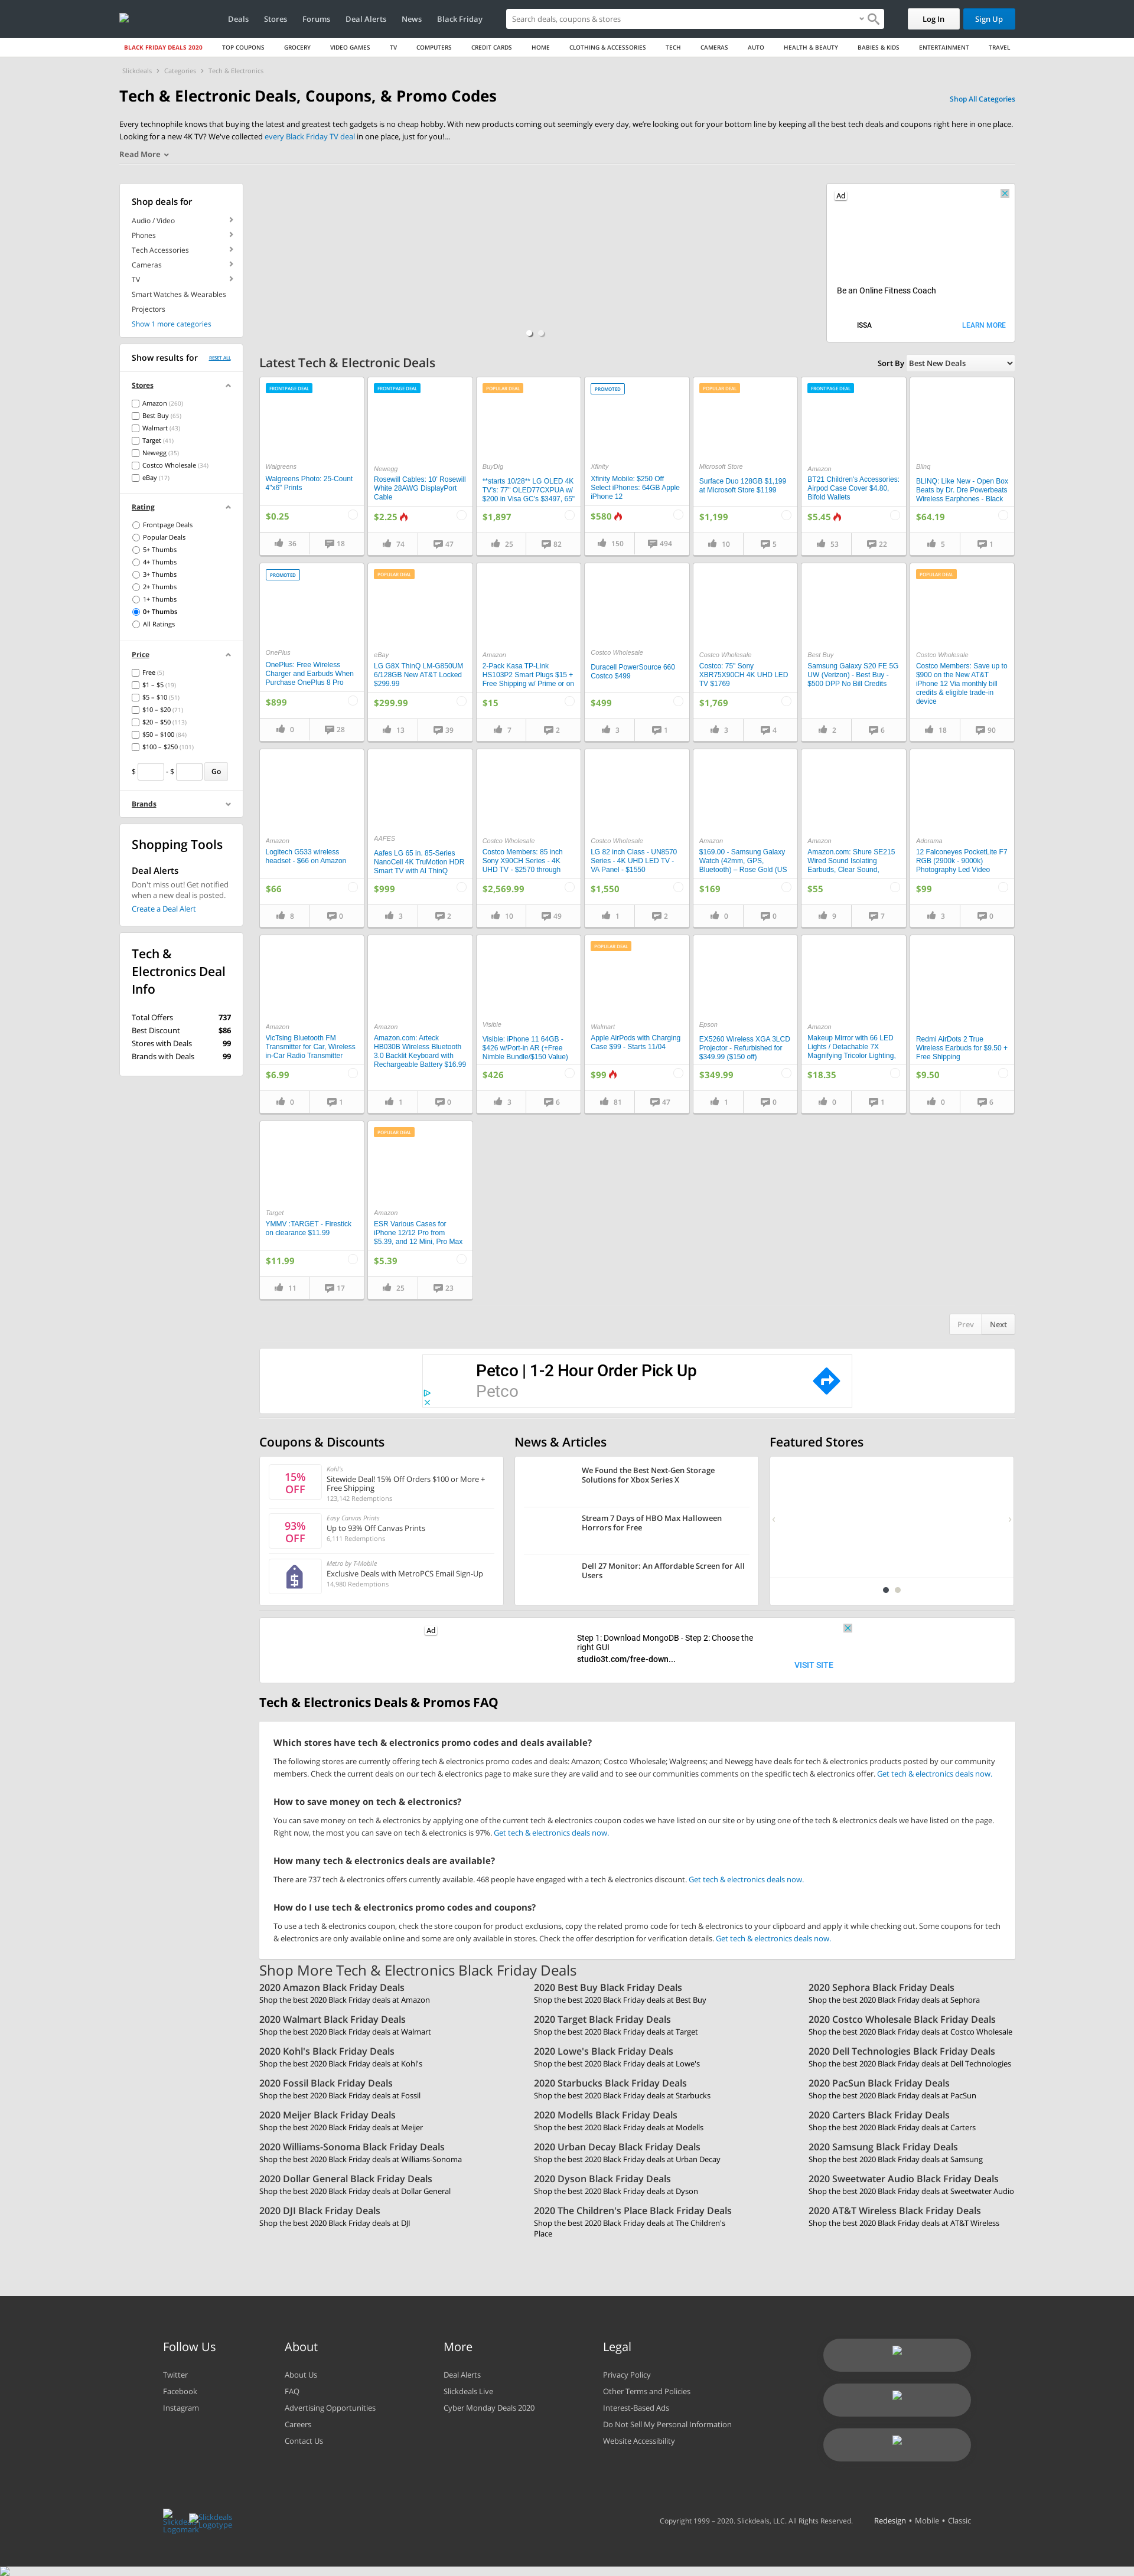 Deals
Stores
Forums
Deal Alerts
News
Black Friday
Search deals, coupons & stores
Log In
Sign Up
BLACK FRIDAY DEALS 2020
TOP COUPONS
GROCERY
VIDEO GAMES
TV
COMPUTERS
CREDIT CARDS
HOME
CLOTHING & ACCESSORIES
TECH
CAMERAS
AUTO
HEALTH & BEAUTY
BABIES & KIDS
ENTERTAINMENT
TRAVEL
Slickdeals > Categories > Tech & Electronics
Tech & Electronic Deals, Coupons, & Promo Codes
Shop All Categories
Every technophile knows that buying the latest and greatest tech gadgets is no cheap hobby. With new products coming out seemingly every day, we're looking out for your bottom line by keeping all the best tech deals and coupons right here in one place.
Looking for a new 4K TV? We've collected every Black Friday TV deal in one place, just for you!...
Read More
Shop deals for
Audio / Video
Phones
Tech Accessories
Cameras
TV
Smart Watches & Wearables
Projectors
Show 1 more categories
Show results for
RESET ALL
Stores
Amazon (260)
Best Buy (65)
Walmart (43)
Target (41)
Newegg (35)
Costco Wholesale (34)
eBay (17)
Rating
Frontpage Deals
Popular Deals
5+ Thumbs
4+ Thumbs
3+ Thumbs
2+ Thumbs
1+ Thumbs
0+ Thumbs
All Ratings
Price
Free (5)
$1 – $5 (19)
$5 – $10 (51)
$10 – $20 (71)
$20 – $50 (113)
$50 – $100 (84)
$100 – $250 (101)
$ - $ Go
Brands
Shopping Tools
Deal Alerts
Don't miss out! Get notified
when a new deal is posted.
Create a Deal Alert
Tech &
Electronics Deal
Info
Total Offers 737
Best Discount $86
Stores with Deals 99
Brands with Deals 99
Ad
Be an Online Fitness Coach
ISSA
LEARN MORE
Latest Tech & Electronic Deals
Sort By Best New Deals
FRONTPAGE DEAL
Walgreens
Walgreens Photo: 25-Count
4"x6" Prints
$0.25
36 18
FRONTPAGE DEAL
Newegg
Rosewill Cables: 10' Rosewill
White 28AWG DisplayPort
Cable
$2.25
74 47
POPULAR DEAL
BuyDig
**starts 10/28** LG OLED 4K
TV's: 77" OLED77CXPUA w/
$200 in Visa GC's $3497, 65"
$1,897
25 82
PROMOTED
Xfinity
Xfinity Mobile: $250 Off
Select iPhones: 64GB Apple
iPhone 12
$580
150 494
POPULAR DEAL
Microsoft Store
Surface Duo 128GB $1,199
at Microsoft Store $1199
$1,199
10 5
FRONTPAGE DEAL
Amazon
BT21 Children's Accessories:
Airpod Case Cover $4.80,
Bifold Wallets
$5.45
53 22
Blinq
BLINQ: Like New - Open Box
Beats by Dr. Dre Powerbeats
Wireless Earphones - Black
$64.19
5 1
PROMOTED
OnePlus
OnePlus: Free Wireless
Charger and Earbuds When
Purchase OnePlus 8 Pro
$899
0 28
POPULAR DEAL
eBay
LG G8X ThinQ LM-G850UM
6/128GB New AT&T Locked
$299.99
$299.99
13 39
Amazon
2-Pack Kasa TP-Link
HS103P2 Smart Plugs $15 +
Free Shipping w/ Prime or on
$15
7 2
Costco Wholesale
Duracell PowerSource 660
Costco $499
$499
3 1
Costco Wholesale
Costco: 75" Sony
XBR75X90CH 4K UHD LED
TV $1769
$1,769
3 4
Best Buy
Samsung Galaxy S20 FE 5G
UW (Verizon) - Best Buy -
$500 DPP No Bill Credits
2 6
POPULAR DEAL
Costco Wholesale
Costco Members: Save up to
$900 on the New AT&T
iPhone 12 Via monthly bill
credits & eligible trade-in
device
18 90
Amazon
Logitech G533 wireless
headset - $66 on Amazon
$66
8 0
AAFES
Aafes LG 65 in. 85-Series
NanoCell 4K TruMotion HDR
Smart TV with AI ThinQ
$999
3 2
Costco Wholesale
Costco Members: 85 inch
Sony X90CH Series - 4K
UHD TV - $2570 through
$2,569.99
10 49
Costco Wholesale
LG 82 inch Class - UN8570
Series - 4K UHD LED TV -
VA Panel - $1550
$1,550
1 2
Amazon
$169.00 - Samsung Galaxy
Watch (42mm, GPS,
Bluetooth) – Rose Gold (US
$169
0 0
Amazon
Amazon.com: Shure SE215
Wired Sound Isolating
Earbuds, Clear Sound,
$55
9 7
Adorama
12 Falconeyes PocketLite F7
RGB (2900k - 9000k)
Photography Led Video
$99
3 0
Amazon
VicTsing Bluetooth FM
Transmitter for Car, Wireless
in-Car Radio Transmitter
$6.99
0 1
Amazon
Amazon.com: Arteck
HB030B Wireless Bluetooth
3.0 Backlit Keyboard with
Rechargeable Battery $16.99
1 0
Visible
Visible: iPhone 11 64GB -
$426 w/Port-in AR (+Free
Nimble Bundle/$150 Value)
$426
3 6
POPULAR DEAL
Walmart
Apple AirPods with Charging
Case $99 - Starts 11/04
$99
81 47
Epson
EX5260 Wireless XGA 3LCD
Projector - Refurbished for
$349.99 ($150 off)
$349.99
1 0
Amazon
Makeup Mirror with 66 LED
Lights / Detachable 7X
Magnifying Tricolor Lighting,
$18.35
0 1
Redmi AirDots 2 True
Wireless Earbuds for $9.50 +
Free Shipping
$9.50
0 6
Target
YMMV :TARGET - Firestick
on clearance $11.99
$11.99
11 17
POPULAR DEAL
Amazon
ESR Various Cases for
iPhone 12/12 Pro from
$5.39, and 12 Mini, Pro Max
$5.39
25 23
Prev
Next
Petco | 1-2 Hour Order Pick Up
Petco
Coupons & Discounts
15%
OFF
Kohl's
Sitewide Deal! 15% Off Orders $100 or More +
Free Shipping
123,142 Redemptions
93%
OFF
Easy Canvas Prints
Up to 93% Off Canvas Prints
6,111 Redemptions
Metro by T-Mobile
Exclusive Deals with MetroPCS Email Sign-Up
14,980 Redemptions
News & Articles
We Found the Best Next-Gen Storage
Solutions for Xbox Series X
Stream 7 Days of HBO Max Halloween
Horrors for Free
Dell 27 Monitor: An Affordable Screen for All
Users
Featured Stores
Ad
Step 1: Download MongoDB - Step 2: Choose the
right GUI
studio3t.com/free-down...
VISIT SITE
Tech & Electronics Deals & Promos FAQ
Which stores have tech & electronics promo codes and deals available?
The following stores are currently offering tech & electronics promo codes and deals: Amazon; Costco Wholesale; Walgreens; and Newegg have deals for tech & electronics products posted by our community
members. Check the current deals on our tech & electronics page to make sure they are valid and to see our communities comments on the specific tech & electronics offer. Get tech & electronics deals now.
How to save money on tech & electronics?
You can save money on tech & electronics by applying one of the current tech & electronics coupon codes we have listed on our site or by using one of the tech & electronics deals we have listed on the page.
Right now, the most you can save on tech & electronics is 97%. Get tech & electronics deals now.
How many tech & electronics deals are available?
There are 737 tech & electronics offers currently available. 468 people have engaged with a tech & electronics discount. Get tech & electronics deals now.
How do I use tech & electronics promo codes and coupons?
To use a tech & electronics coupon, check the store coupon for product exclusions, copy the related promo code for tech & electronics to your clipboard and apply it while checking out. Some coupons for tech
& electronics are only available online and some are only available in stores. Check the offer description for verification details. Get tech & electronics deals now.
Shop More Tech & Electronics Black Friday Deals
2020 Amazon Black Friday Deals
Shop the best 2020 Black Friday deals at Amazon
2020 Best Buy Black Friday Deals
Shop the best 2020 Black Friday deals at Best Buy
2020 Sephora Black Friday Deals
Shop the best 2020 Black Friday deals at Sephora
2020 Walmart Black Friday Deals
Shop the best 2020 Black Friday deals at Walmart
2020 Target Black Friday Deals
Shop the best 2020 Black Friday deals at Target
2020 Costco Wholesale Black Friday Deals
Shop the best 2020 Black Friday deals at Costco Wholesale
2020 Kohl's Black Friday Deals
Shop the best 2020 Black Friday deals at Kohl's
2020 Lowe's Black Friday Deals
Shop the best 2020 Black Friday deals at Lowe's
2020 Dell Technologies Black Friday Deals
Shop the best 2020 Black Friday deals at Dell Technologies
2020 Fossil Black Friday Deals
Shop the best 2020 Black Friday deals at Fossil
2020 Starbucks Black Friday Deals
Shop the best 2020 Black Friday deals at Starbucks
2020 PacSun Black Friday Deals
Shop the best 2020 Black Friday deals at PacSun
2020 Meijer Black Friday Deals
Shop the best 2020 Black Friday deals at Meijer
2020 Modells Black Friday Deals
Shop the best 2020 Black Friday deals at Modells
2020 Carters Black Friday Deals
Shop the best 2020 Black Friday deals at Carters
2020 Williams-Sonoma Black Friday Deals
Shop the best 2020 Black Friday deals at Williams-Sonoma
2020 Urban Decay Black Friday Deals
Shop the best 2020 Black Friday deals at Urban Decay
2020 Samsung Black Friday Deals
Shop the best 2020 Black Friday deals at Samsung
2020 Dollar General Black Friday Deals
Shop the best 2020 Black Friday deals at Dollar General
2020 Dyson Black Friday Deals
Shop the best 2020 Black Friday deals at Dyson
2020 Sweetwater Audio Black Friday Deals
Shop the best 2020 Black Friday deals at Sweetwater Audio
2020 DJI Black Friday Deals
Shop the best 2020 Black Friday deals at DJI
2020 The Children's Place Black Friday Deals
Shop the best 2020 Black Friday deals at The Children's
Place
2020 AT&T Wireless Black Friday Deals
Shop the best 2020 Black Friday deals at AT&T Wireless
Follow Us
Twitter
Facebook
Instagram
About
About Us
FAQ
Advertising Opportunities
Careers
Contact Us
More
Deal Alerts
Slickdeals Live
Cyber Monday Deals 2020
Legal
Privacy Policy
Other Terms and Policies
Interest-Based Ads
Do Not Sell My Personal Information
Website Accessibility
Slickdeals
Logomark
Slickdeals
Logotype
Copyright 1999 – 2020. Slickdeals, LLC. All Rights Reserved.
Redesign • Mobile • Classic